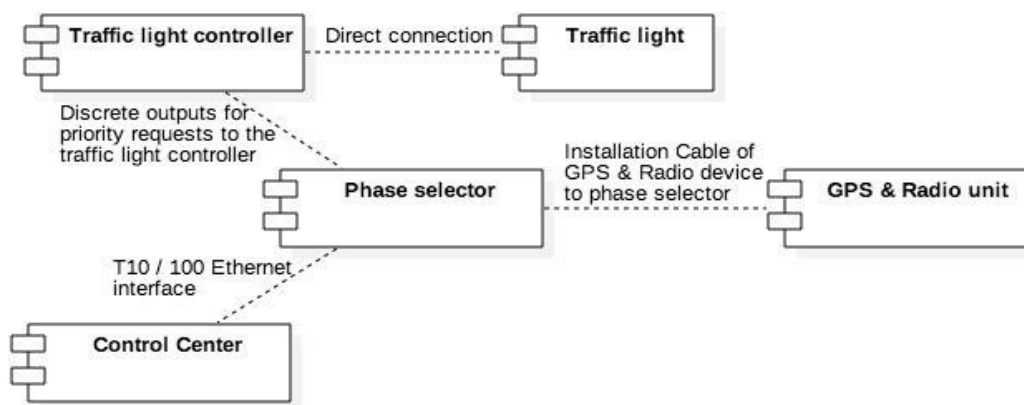 Traffic light controller
Direct connection
Traffic light
Discrete outputs for
priority requests to the
traffic light controller
Phase selector
Installation Cable of
GPS & Radio device
to phase selector
GPS & Radio unit
T10 / 100 Ethernet
interface
Control Center